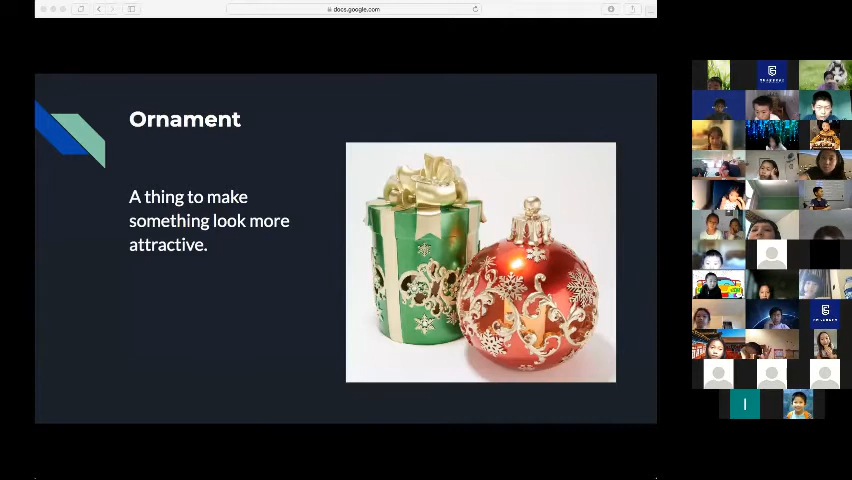 docs.google.com
Ornament
A thing to make
something look more
attractive.
I